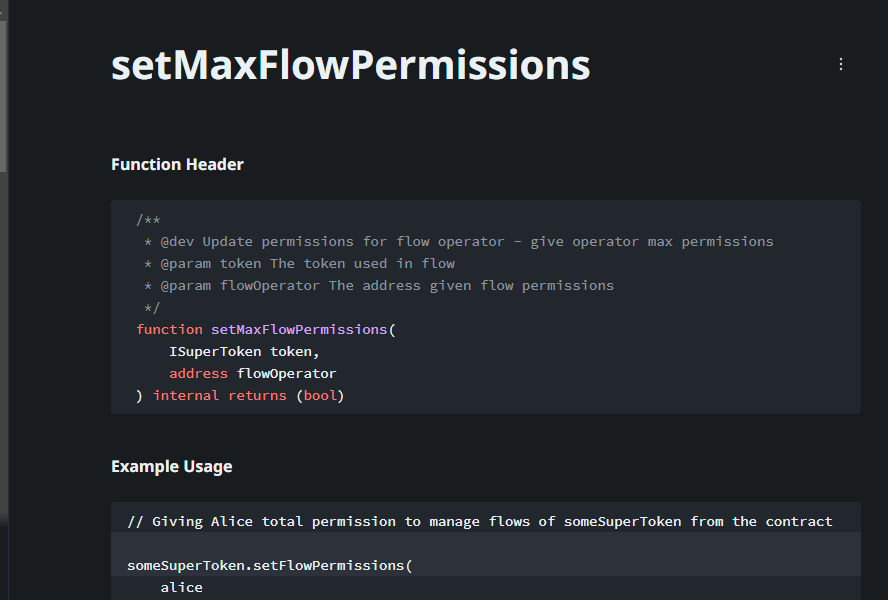 setMaxFlowPermissions
Function Header
/**
* @dev Update permissions for flow operator - give operator max permissions
* @param token The token used in flow
* @param flowOperator The address given flow permissions
*/
function setMaxFlowPermissions(
ISuperToken token,
address flowOperator
) internal returns (bool)
Example Usage
// Giving Alice total permission to manage flows of someSuperToken from the contract
someSuperToken.setFlowPermissions(
alice